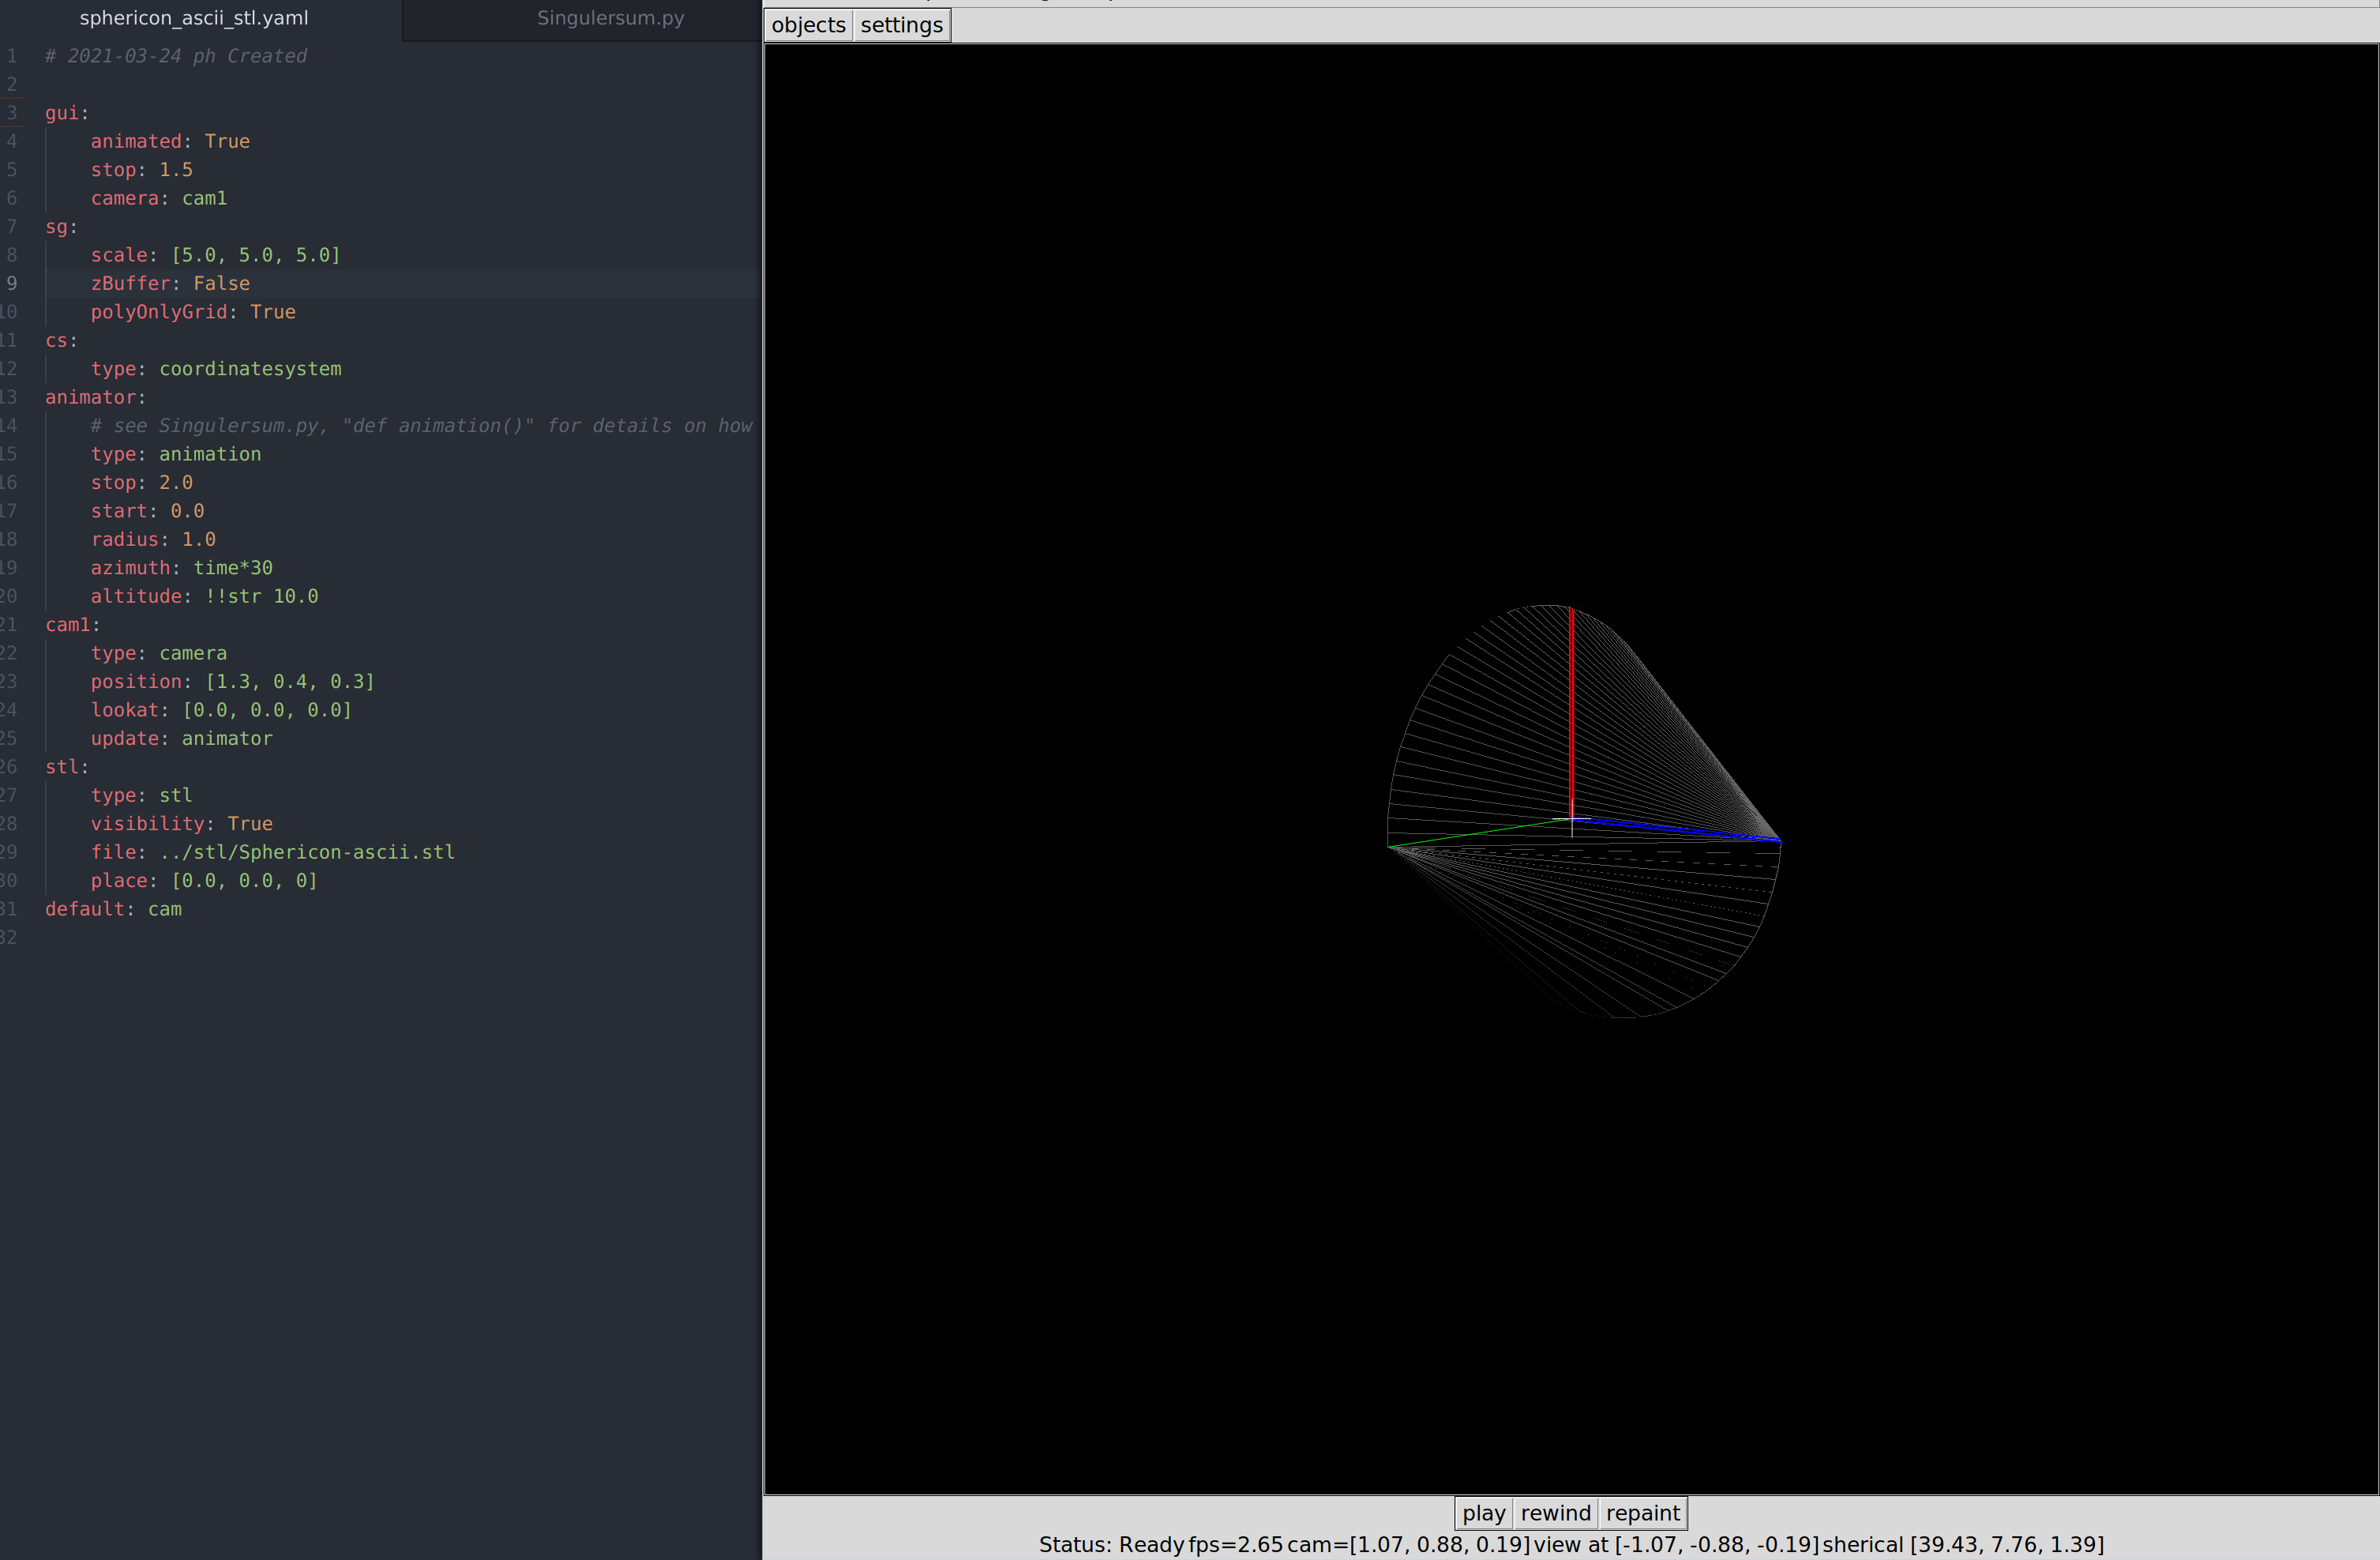 sphericon_ascii_stl.yaml
Singulersum.py
objects settings
1 # 2021-03-24 ph Created
2
3 gui:
4 animated: True
5 stop: 1.5
6 camera: cam1
7 sg:
8 scale: [5.0, 5.0, 5.0]
9 zBuffer: False
10 polyOnlyGrid: True
11 cs:
12 type: coordinatesystem
13 animator:
14 # see Singulersum.py, "def animation()" for details on how
15 type: animation
16 stop: 2.0
17 start: 0.0
18 radius: 1.0
19 azimuth: time*30
20 altitude: !!str 10.0
21 cam1:
22 type: camera
23 position: [1.3, 0.4, 0.3]
24 lookat: [0.0, 0.0, 0.0]
25 update: animator
26 stl:
27 type: stl
28 visibility: True
29 file: ../stl/Sphericon-ascii.stl
30 place: [0.0, 0.0, 0]
31 default: cam
32
play rewind repaint
Status: Ready fps=2.65 cam=[1.07, 0.88, 0.19] view at [-1.07, -0.88, -0.19] sherical [39.43, 7.76, 1.39]